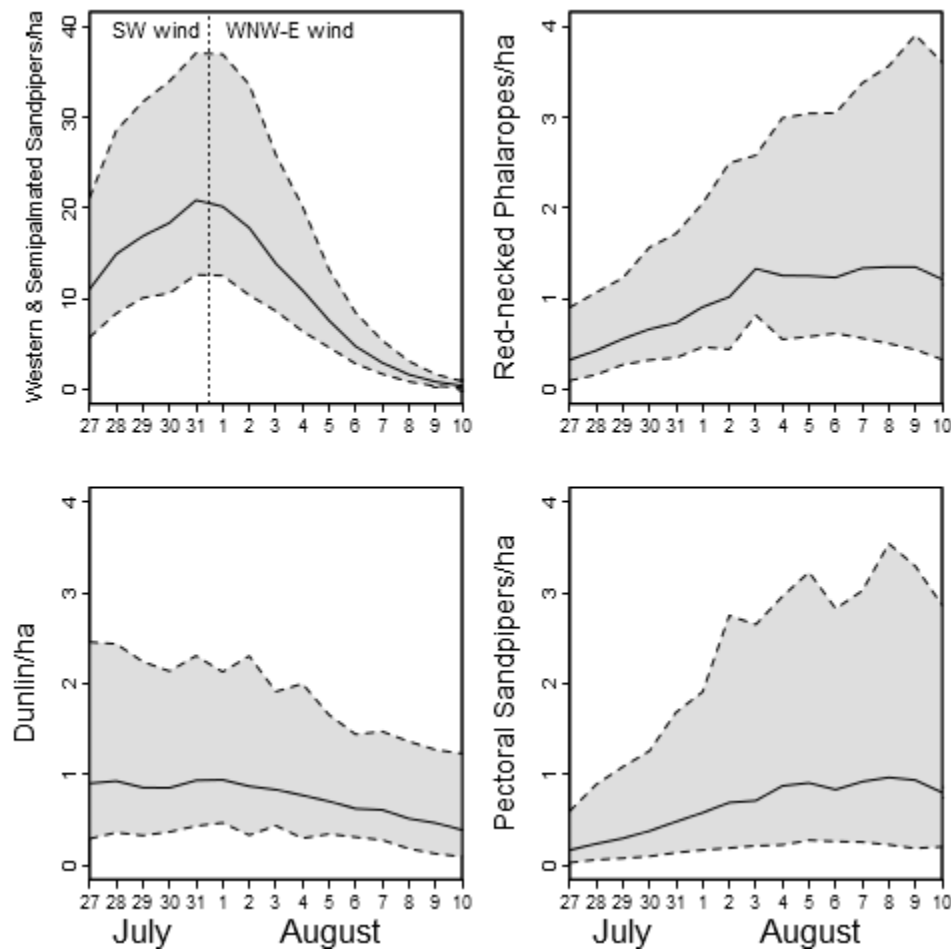 SW wind WNW-E wind
Western & Semipalmated Sandpipers/ha
40
30
20
10
0
27 28 29 30 31 1 2 3 4 5 6 7 8 9 10
Red-necked Phalaropes/ha
4
3
2
1
0
27 28 29 30 31 1 2 3 4 5 6 7 8 9 10
Dunlin/ha
4
3
2
1
0
27 28 29 30 31 1 2 3 4 5 6 7 8 9 10
July August
Pectoral Sandpipers/ha
4
3
2
1
0
27 28 29 30 31 1 2 3 4 5 6 7 8 9 10
July August